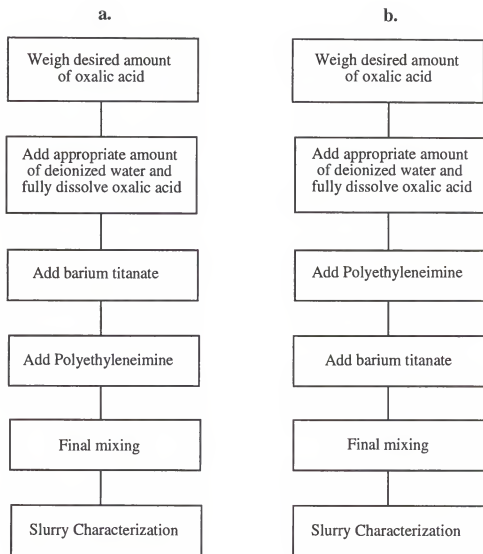 a.
Weigh desired amount
of oxalic acid
Add appropriate amount
of deionized water and
fully dissolve oxalic acid
Add barium titanate
Add Polyethyleneimine
Final mixing
Slurry Characterization
b.
Weigh desired amount
of oxalic acid
Add appropriate amount
of deionized water and
fully dissolve oxalic acid
Add Polyethyleneimine
Add barium titanate
Final mixing
Slurry Characterization